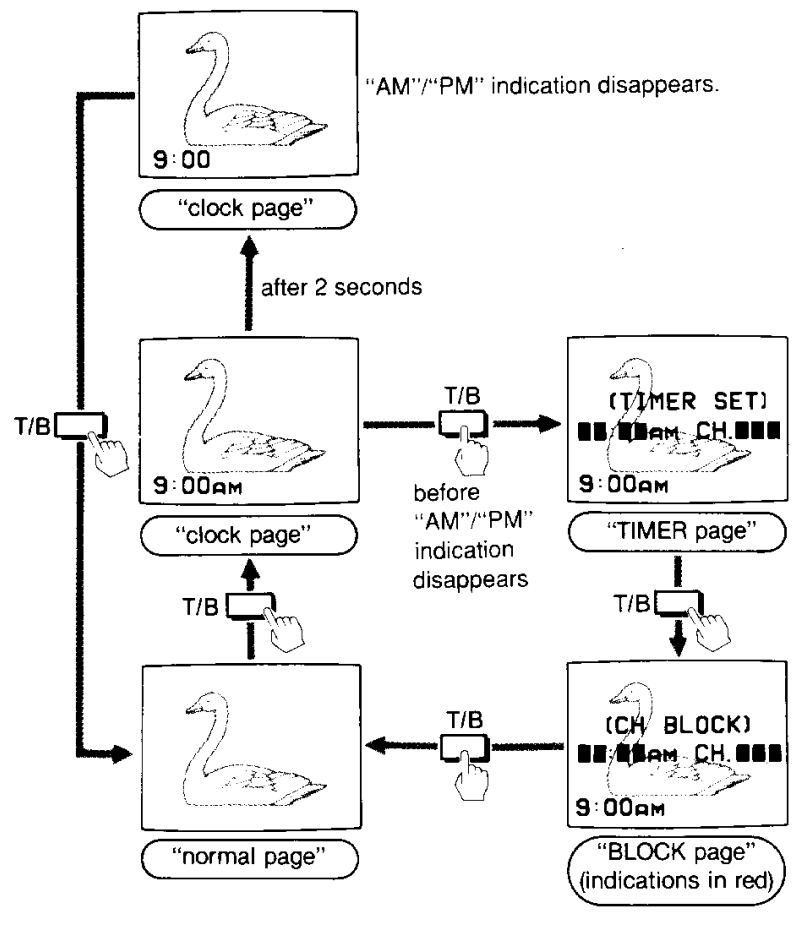 "AM"/"PM" indication disappears.
9:00
"clock page"
after 2 seconds
T/B
9:00AM
"clock page"
T/B
before
"AM"/"PM"
indication
disappears
(TIMER SET)
AM CH.
9:00AM
"TIMER page"
T/B
T/B
"normal page"
T/B
(CH BLOCK)
AM CH.
9:00AM
"BLOCK page"
(indications in red)